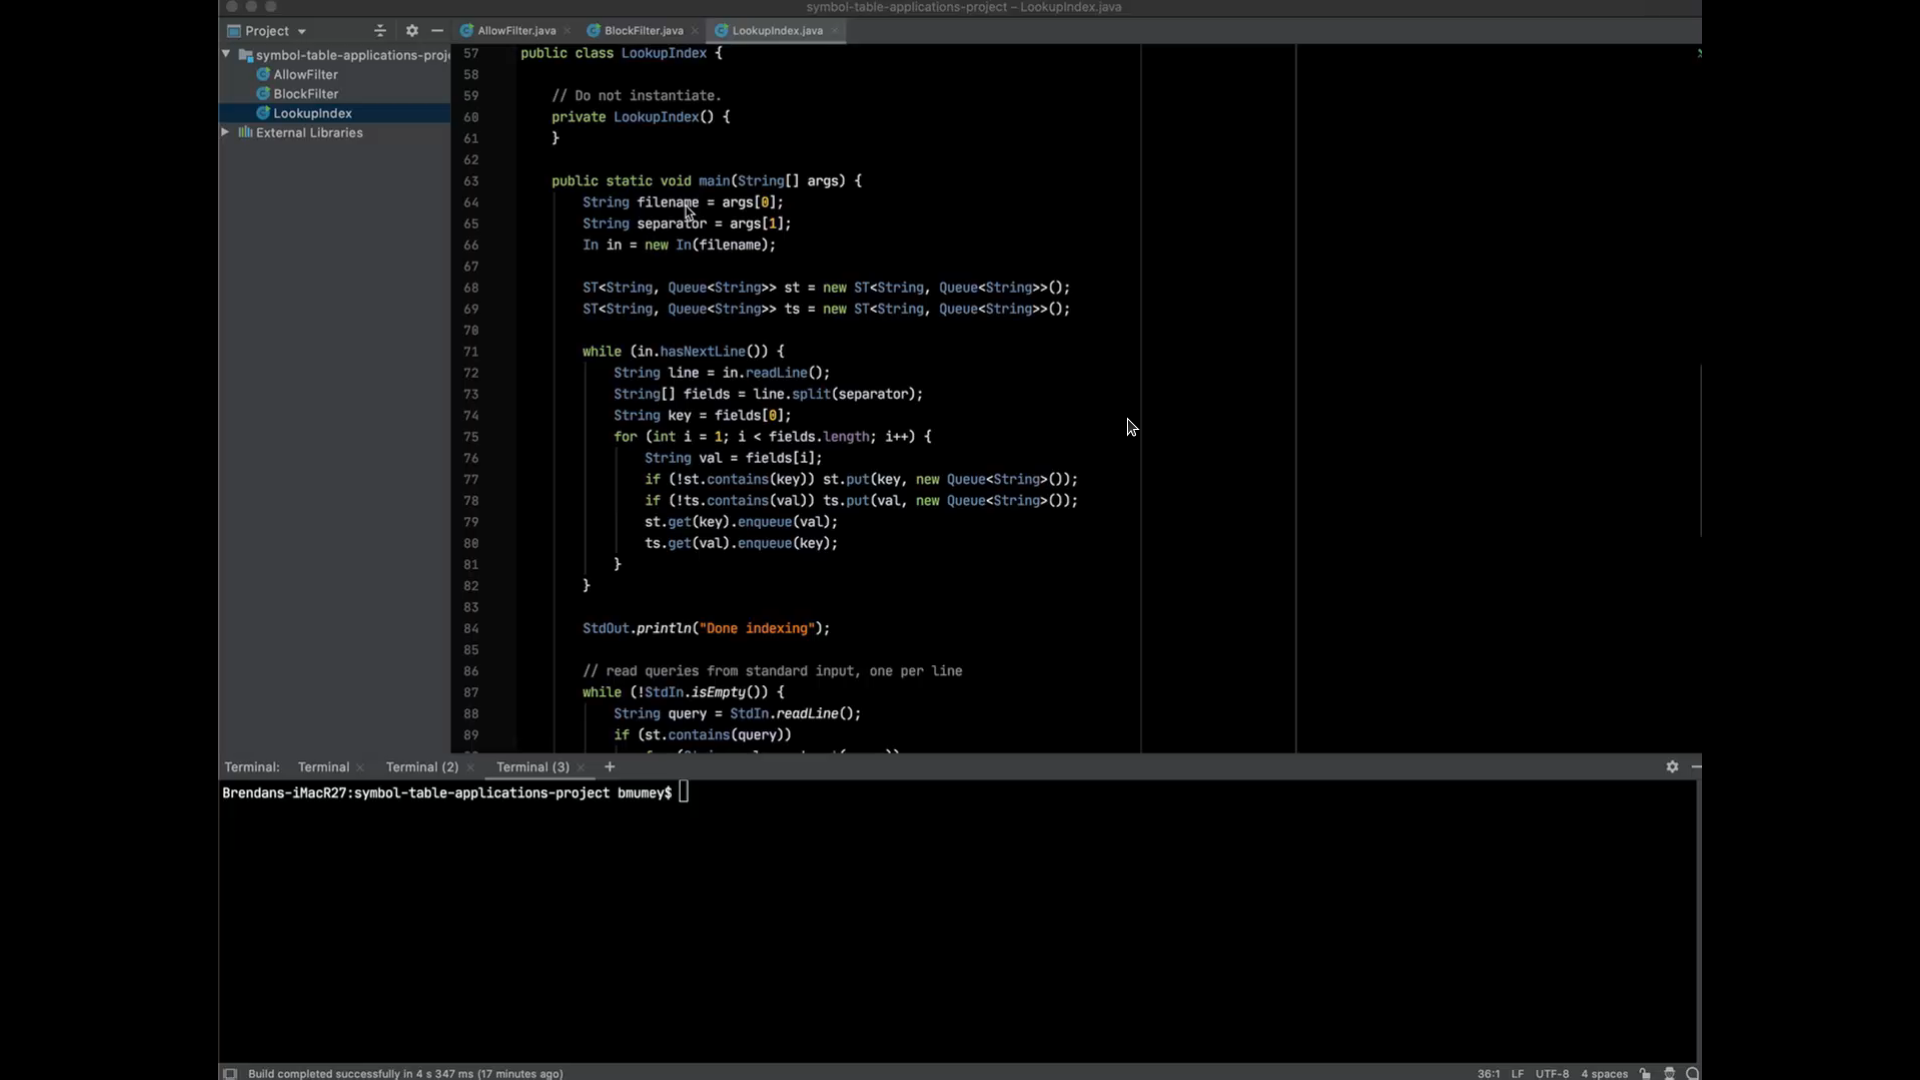 symbol-table-applications-project – LookupIndex.java
Project
AllowFilter.java
BlockFilter.java
LookupIndex.java
symbol-table-applications-proj
AllowFilter
BlockFilter
LookupIndex
External Libraries
57 public class LookupIndex {
58
59 // Do not instantiate.
60 private LookupIndex() {
61 }
62
63 public static void main(String[] args) {
64 String filename = args[0];
65 String separator = args[1];
66 In in = new In(filename);
67
68 ST<String, Queue<String>> st = new ST<String, Queue<String>>();
69 ST<String, Queue<String>> ts = new ST<String, Queue<String>>();
70
71 while (in.hasNextLine()) {
72 String line = in.readLine();
73 String[] fields = line.split(separator);
74 String key = fields[0];
75 for (int i = 1; i < fields.length; i++) {
76 String val = fields[i];
77 if (!st.contains(key)) st.put(key, new Queue<String>());
78 if (!ts.contains(val)) ts.put(val, new Queue<String>());
79 st.get(key).enqueue(val);
80 ts.get(val).enqueue(key);
81 }
82 }
83
84 StdOut.println("Done indexing");
85
86 // read queries from standard input, one per line
87 while (!StdIn.isEmpty()) {
88 String query = StdIn.readLine();
89 if (st.contains(query))
Terminal: Terminal Terminal (2) Terminal (3) +
Brendans-iMacR27:symbol-table-applications-project bmumey$
Build completed successfully in 4 s 347 ms (17 minutes ago)
36:1 LF UTF-8 4 spaces